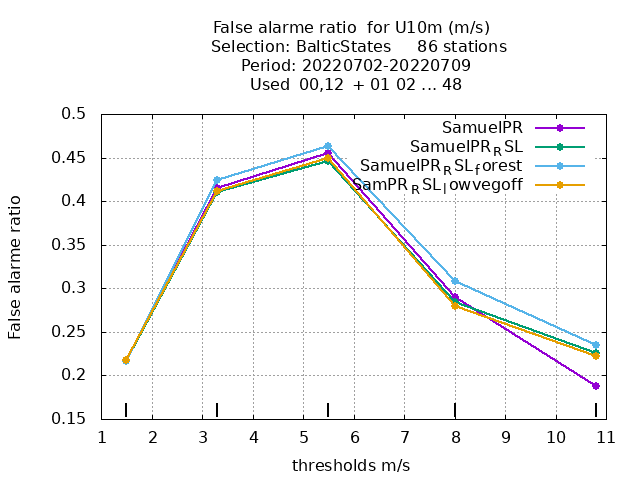 False alarme ratio  for U10m (m/s)
Selection: BalticStates     86 stations
Period: 20220702-20220709
Used  00,12  + 01 02 ... 48
SamuelPR
SamuelPR_RSL
SamuelPR_RSL_forest
SamPR_RSL_lowvegoff
False alarme ratio
0.5
0.45
0.4
0.35
0.3
0.25
0.2
0.15
1 2 3 4 5 6 7 8 9 10 11
thresholds m/s